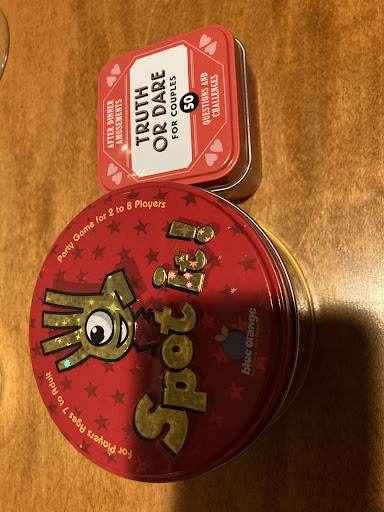 AFTER DINNER
AMUSEMENTS
TRUTH
OR DARE
FOR COUPLES
50
QUESTIONS AND
CHALLENGES
Party Game for 2 to 8 Players
Spot it!
blue orange
For Players Ages 7 to Adult